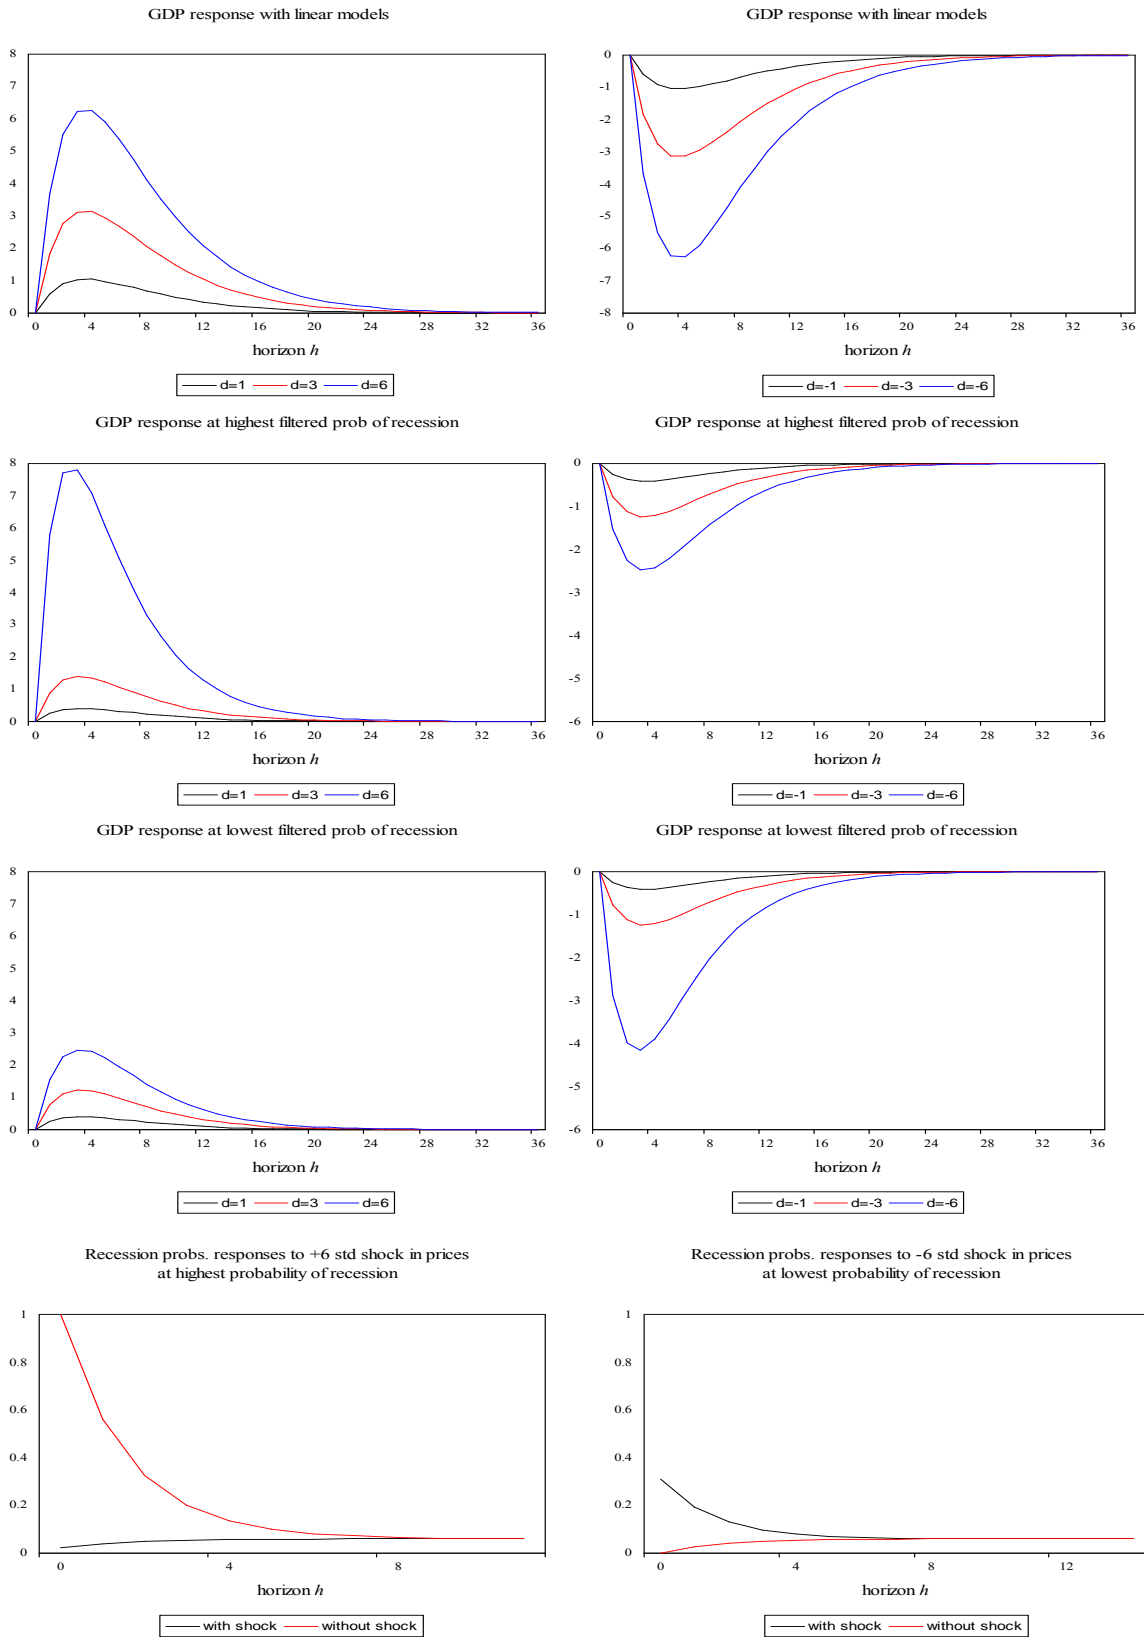 GDP response with linear models
8
7
6
5
4
3
2
1
0
0 4 8 12 16 20 24 28 32 36
horizon h
d=1 d=3 d=6
GDP response with linear models
0
-1
-2
-3
-4
-5
-6
-7
-8
0 4 8 12 16 20 24 28 32 36
horizon h
d=-1 d=-3 d=-6
GDP response at highest filtered prob of recession
8
7
6
5
4
3
2
1
0
0 4 8 12 16 20 24 28 32 36
horizon h
d=1 d=3 d=6
GDP response at highest filtered prob of recession
0
-1
-2
-3
-4
-5
-6
0 4 8 12 16 20 24 28 32 36
horizon h
d=-1 d=-3 d=-6
GDP response at lowest filtered prob of recession
8
7
6
5
4
3
2
1
0
0 4 8 12 16 20 24 28 32 36
horizon h
d=1 d=3 d=6
GDP response at lowest filtered prob of recession
0
-1
-2
-3
-4
-5
-6
0 4 8 12 16 20 24 28 32 36
horizon h
d=-1 d=-3 d=-6
Recession probs. responses to +6 std shock in prices
at highest probability of recession
1
0.8
0.6
0.4
0.2
0
0 4 8
horizon h
with shock without shock
Recession probs. responses to -6 std shock in prices
at lowest probability of recession
1
0.8
0.6
0.4
0.2
0
0 4 8 12
horizon h
with shock without shock